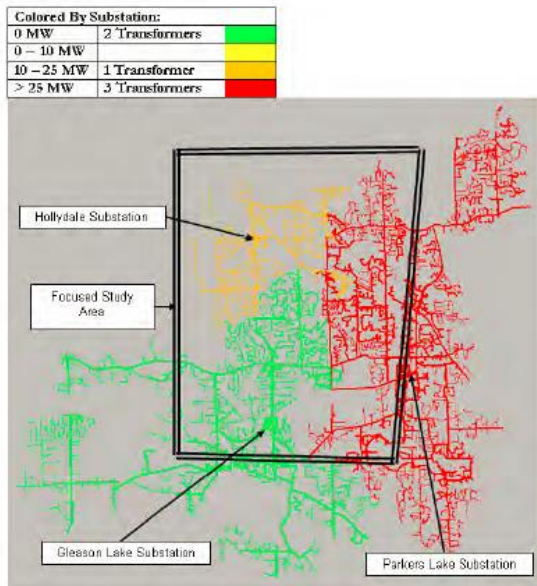 Colored By Substation:
0 MW 2 Transformers
0 – 10 MW
10 – 25 MW 1 Transformer
> 25 MW 3 Transformers
Hollydale Substation
Focused Study
Area
Gleason Lake Substation
Parkers Lake Substation